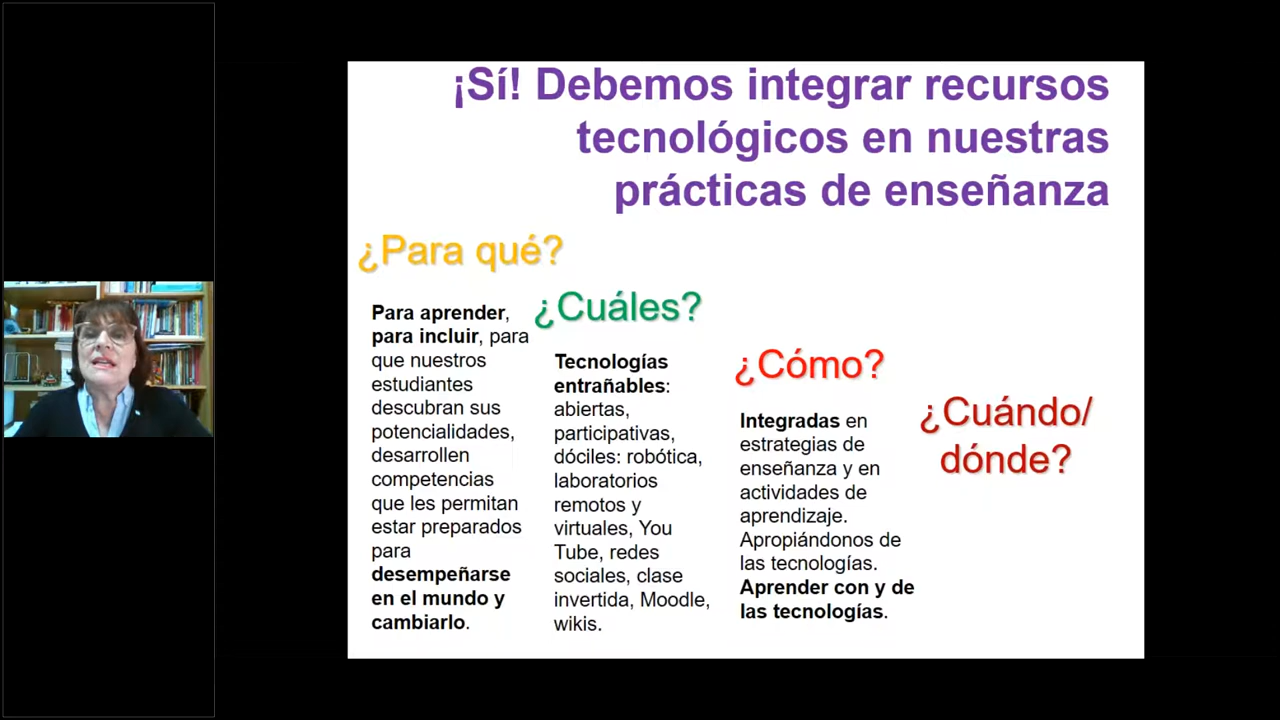 ¡Sí! Debemos integrar recursos
tecnológicos en nuestras
prácticas de enseñanza
¿Para qué?
Para aprender,
para incluir, para
que nuestros
estudiantes
descubran sus
potencialidades,
desarrollen
competencias
que les permitan
estar preparados
para
desempeñarse
en el mundo y
cambiarlo.
¿Cuáles?
Tecnologías
entrañables:
abiertas,
participativas,
dóciles: robótica,
laboratorios
remotos y
virtuales, You
Tube, redes
sociales, clase
invertida, Moodle,
wikis.
¿Cómo?
Integradas en
estrategias de
enseñanza y en
actividades de
aprendizaje.
Apropiándonos de
las tecnologías.
Aprender con y de
las tecnologías.
¿Cuándo/
dónde?